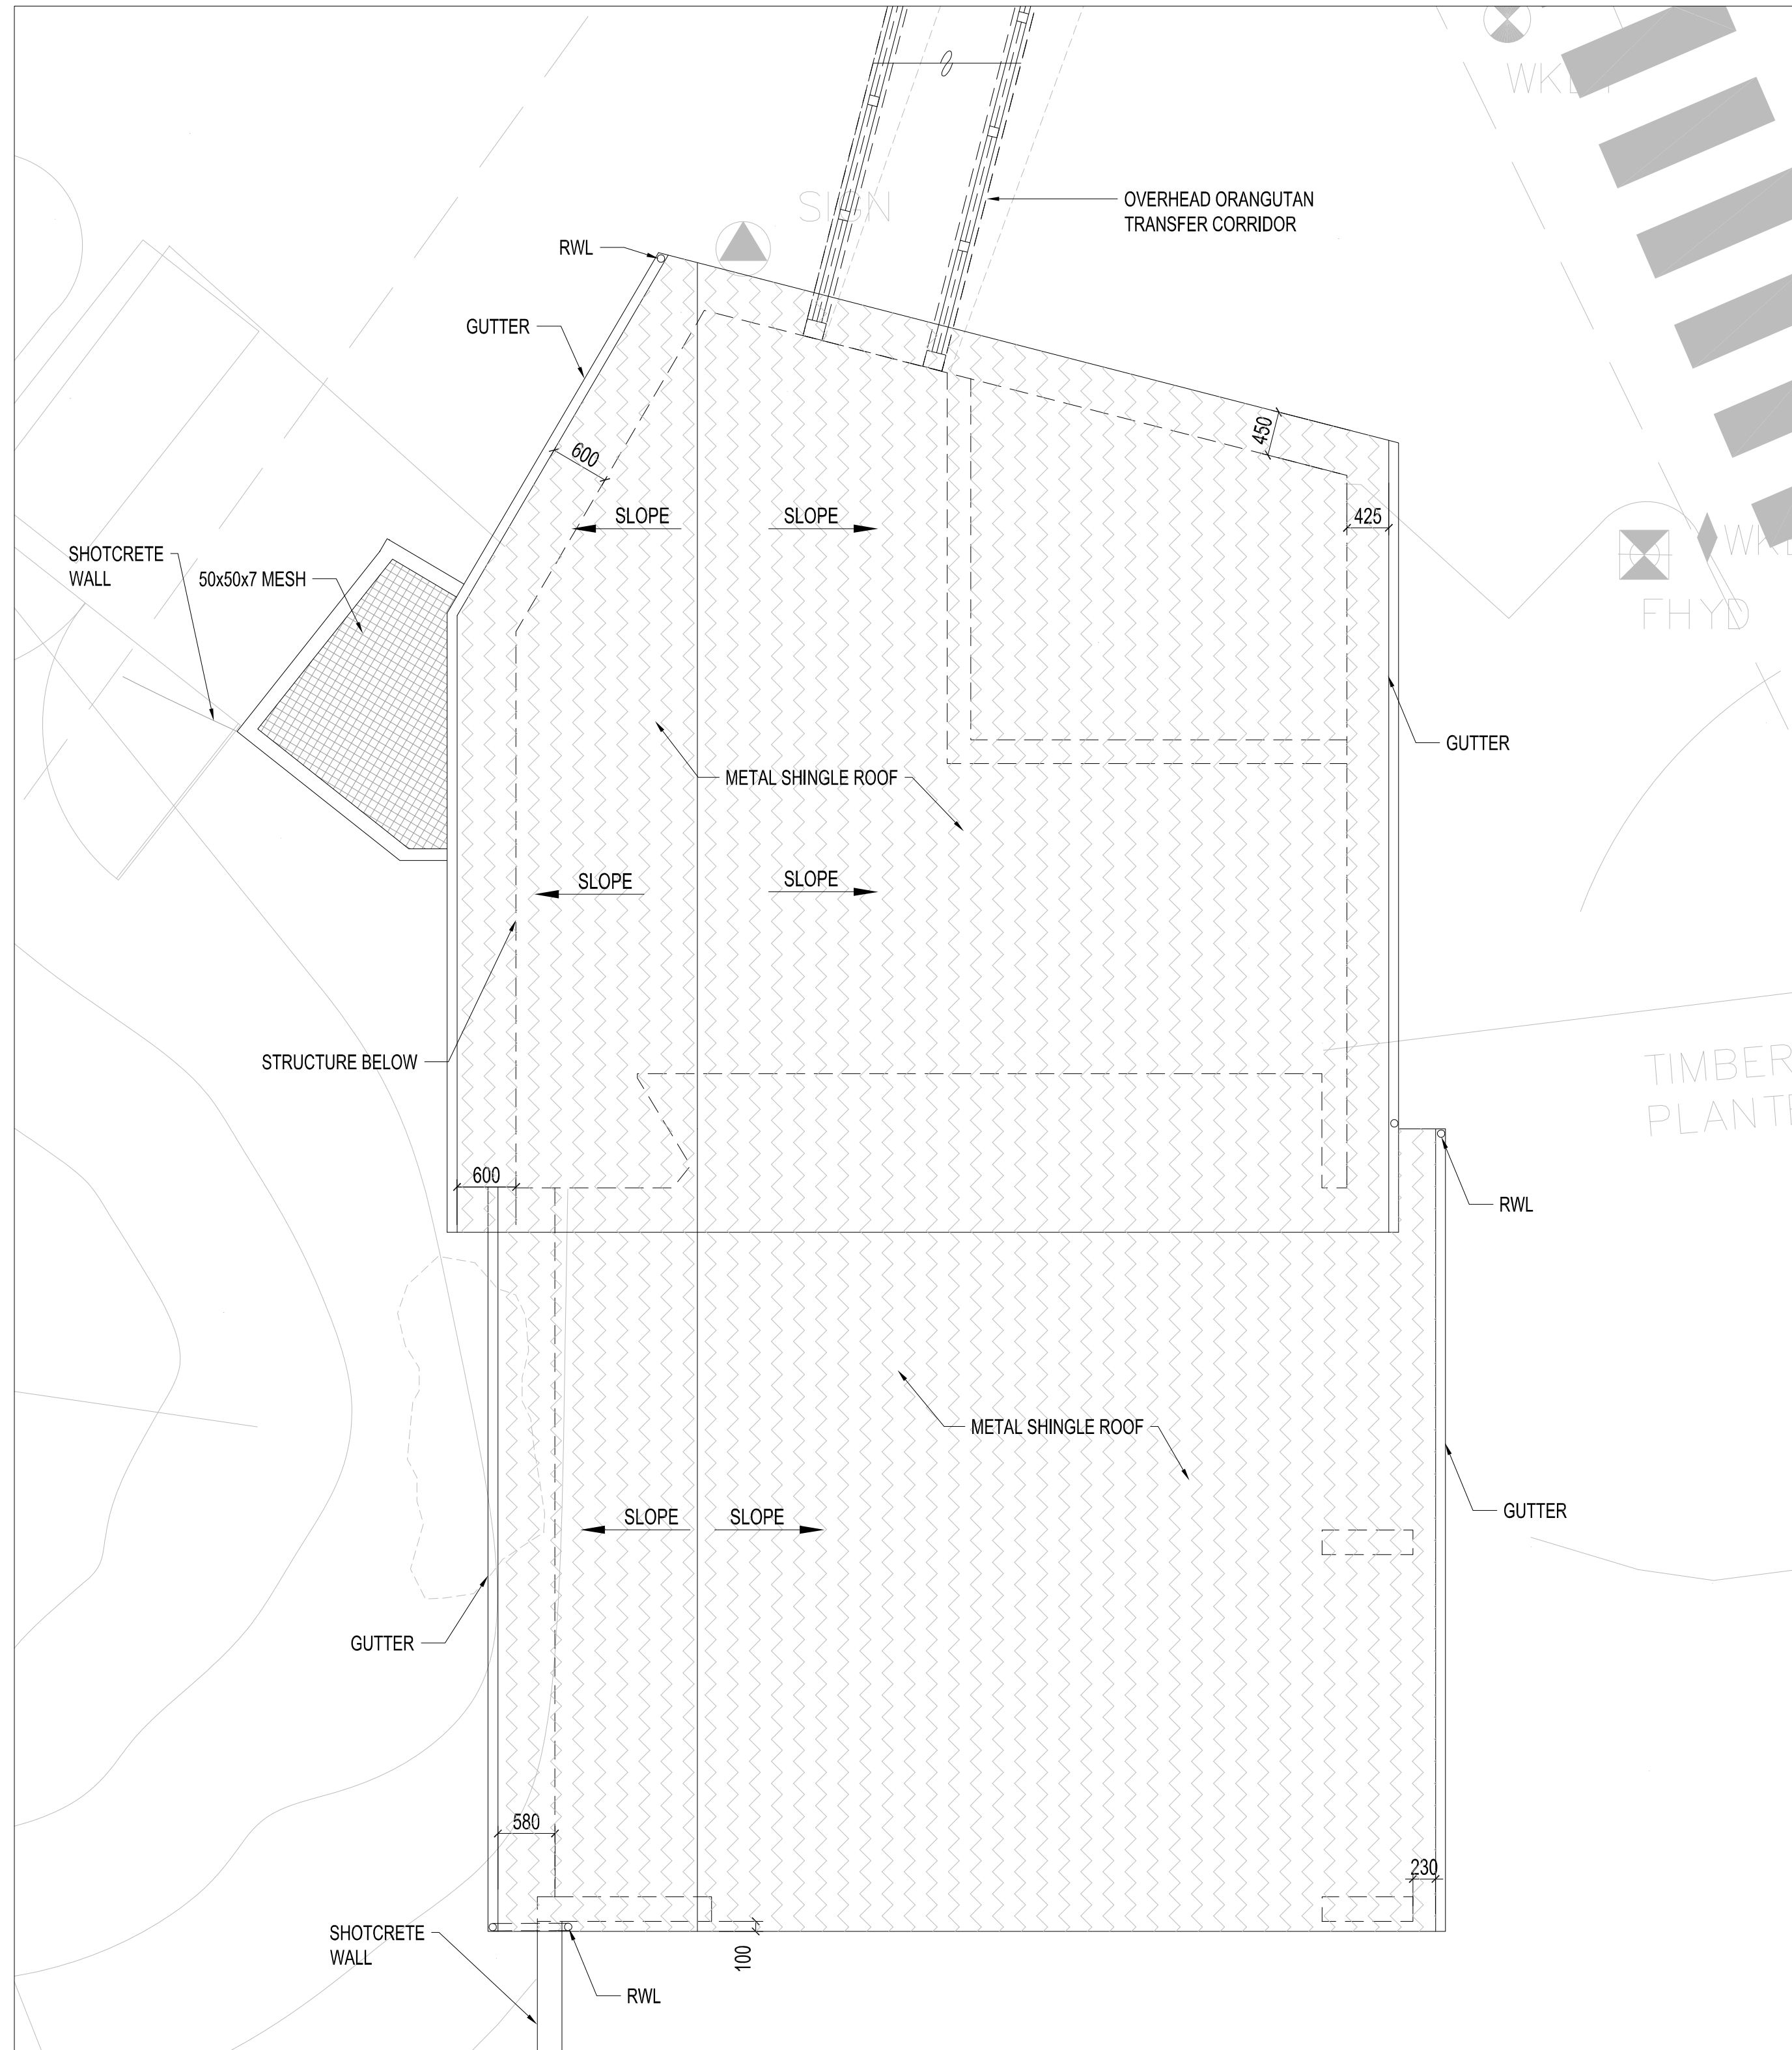 SIGN
OVERHEAD ORANGUTAN
TRANSFER CORRIDOR
RWL
GUTTER
450
600
SLOPE
SLOPE
425
SHOTCRETE
WALL
50x50x7 MESH
FHYD
GUTTER
METAL SHINGLE ROOF
SLOPE
SLOPE
STRUCTURE BELOW
TIMBER
600
RWL
METAL SHINGLE ROOF
SLOPE
SLOPE
GUTTER
GUTTER
580
230
SHOTCRETE
WALL
100
RWL